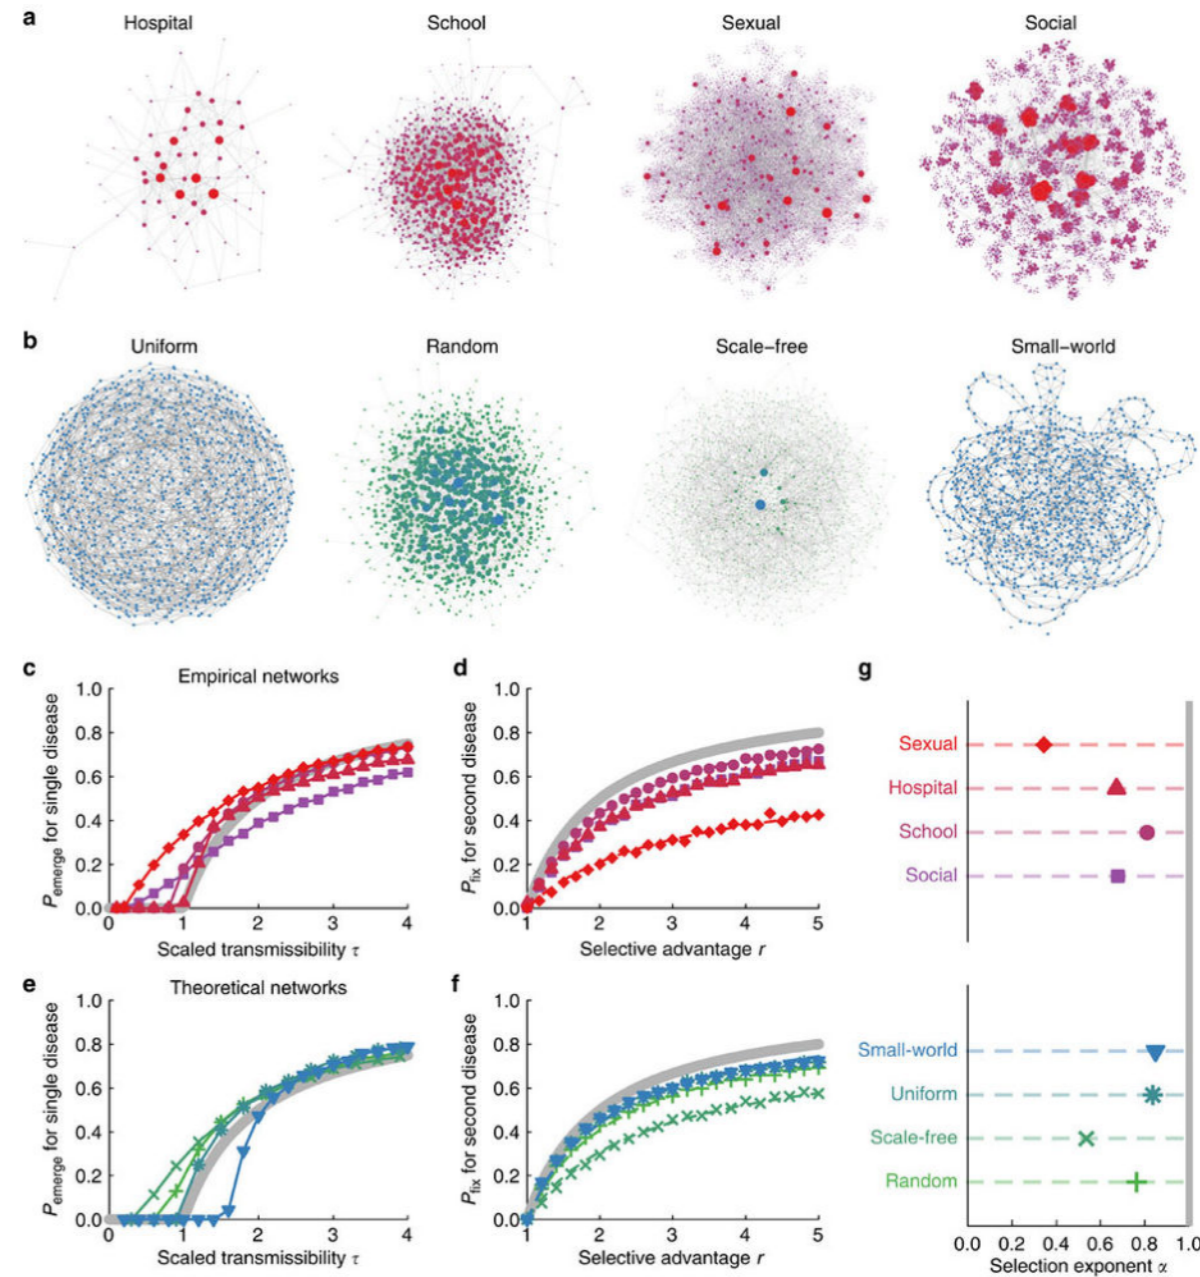 a
Hospital School Sexual Social
b
Uniform Random Scale-free Small-world
c
Empirical networks
P_emerge for single disease
1.0
0.8
0.6
0.4
0.2
0.0
0 1 2 3 4
Scaled transmissibility τ
d
P_fix for second disease
1.0
0.8
0.6
0.4
0.2
0.0
1 2 3 4 5
Selective advantage r
g
Sexual
Hospital
School
Social
e
Theoretical networks
P_emerge for single disease
1.0
0.8
0.6
0.4
0.2
0.0
0 1 2 3 4
Scaled transmissibility τ
f
P_fix for second disease
1.0
0.8
0.6
0.4
0.2
0.0
1 2 3 4 5
Selective advantage r
Small-world
Uniform
Scale-free
Random
0.0 0.2 0.4 0.6 0.8 1.0
Selection exponent α